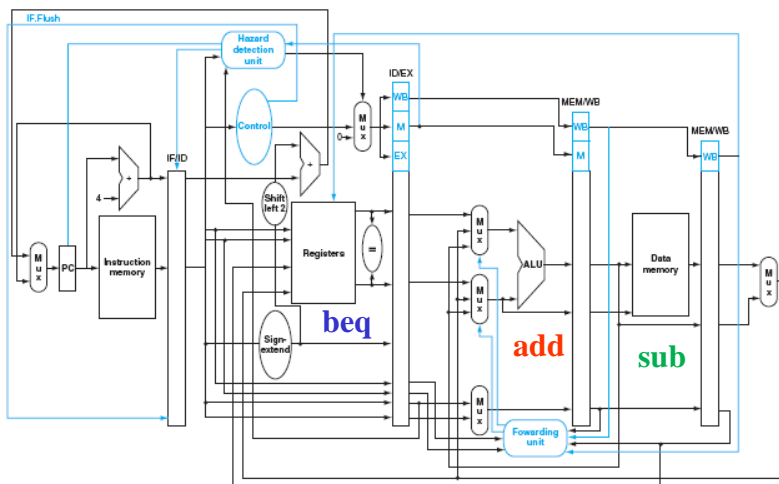 IF.Flush
Hazard
detection
unit
ID/EX
WB
MEM/WB
Control
M
u
x
0
M
WB
MEM/WB
IF/ID
EX
M
WB
+
+
4
Shift
left 2
M
u
x
PC
Instruction
memory
Registers
=
M
u
x
ALU
Data
memory
M
u
x
M
u
x
beq
add
sub
Sign-
extend
M
u
x
Fowarding
unit